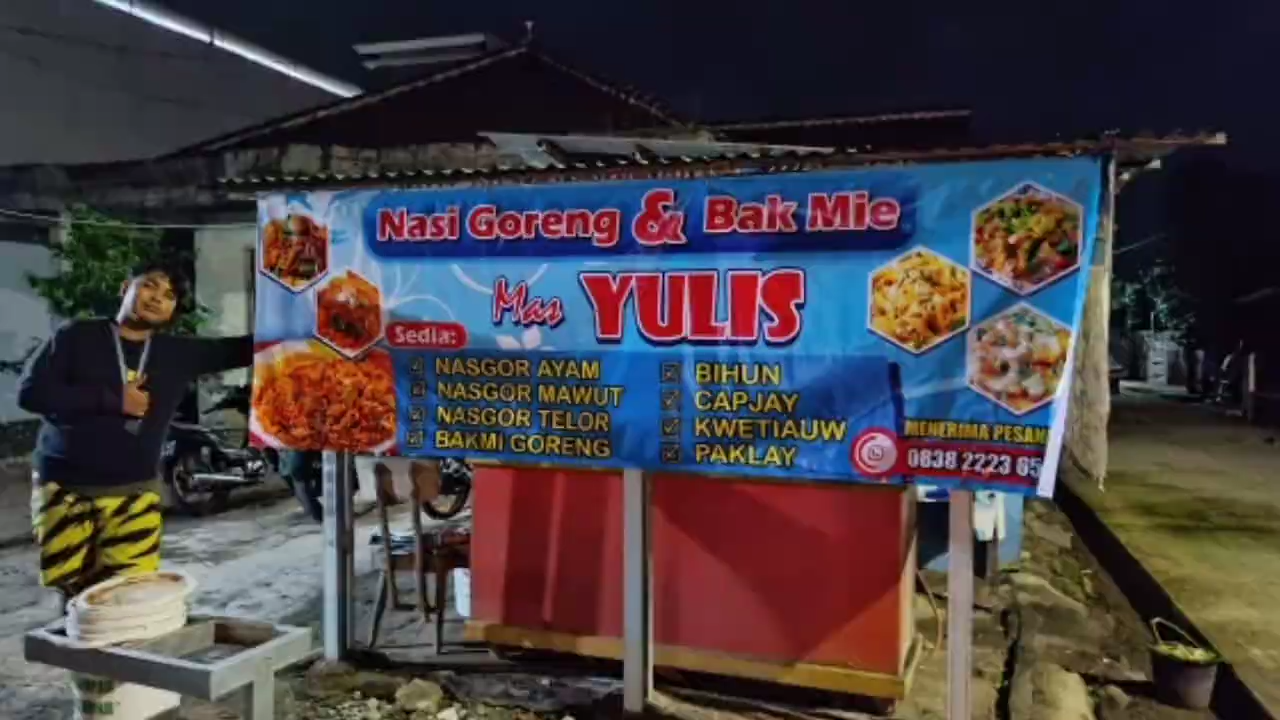 Nasi Goreng & Bak Mie
Mas YULIS
Sedia:
NASGOR AYAM
NASGOR MAWUT
NASGOR TELOR
BAKMI GORENG
BIHUN
CAPJAY
KWETIAUW
PAKLAY
MENERIMA PESAN
0838 2223 65